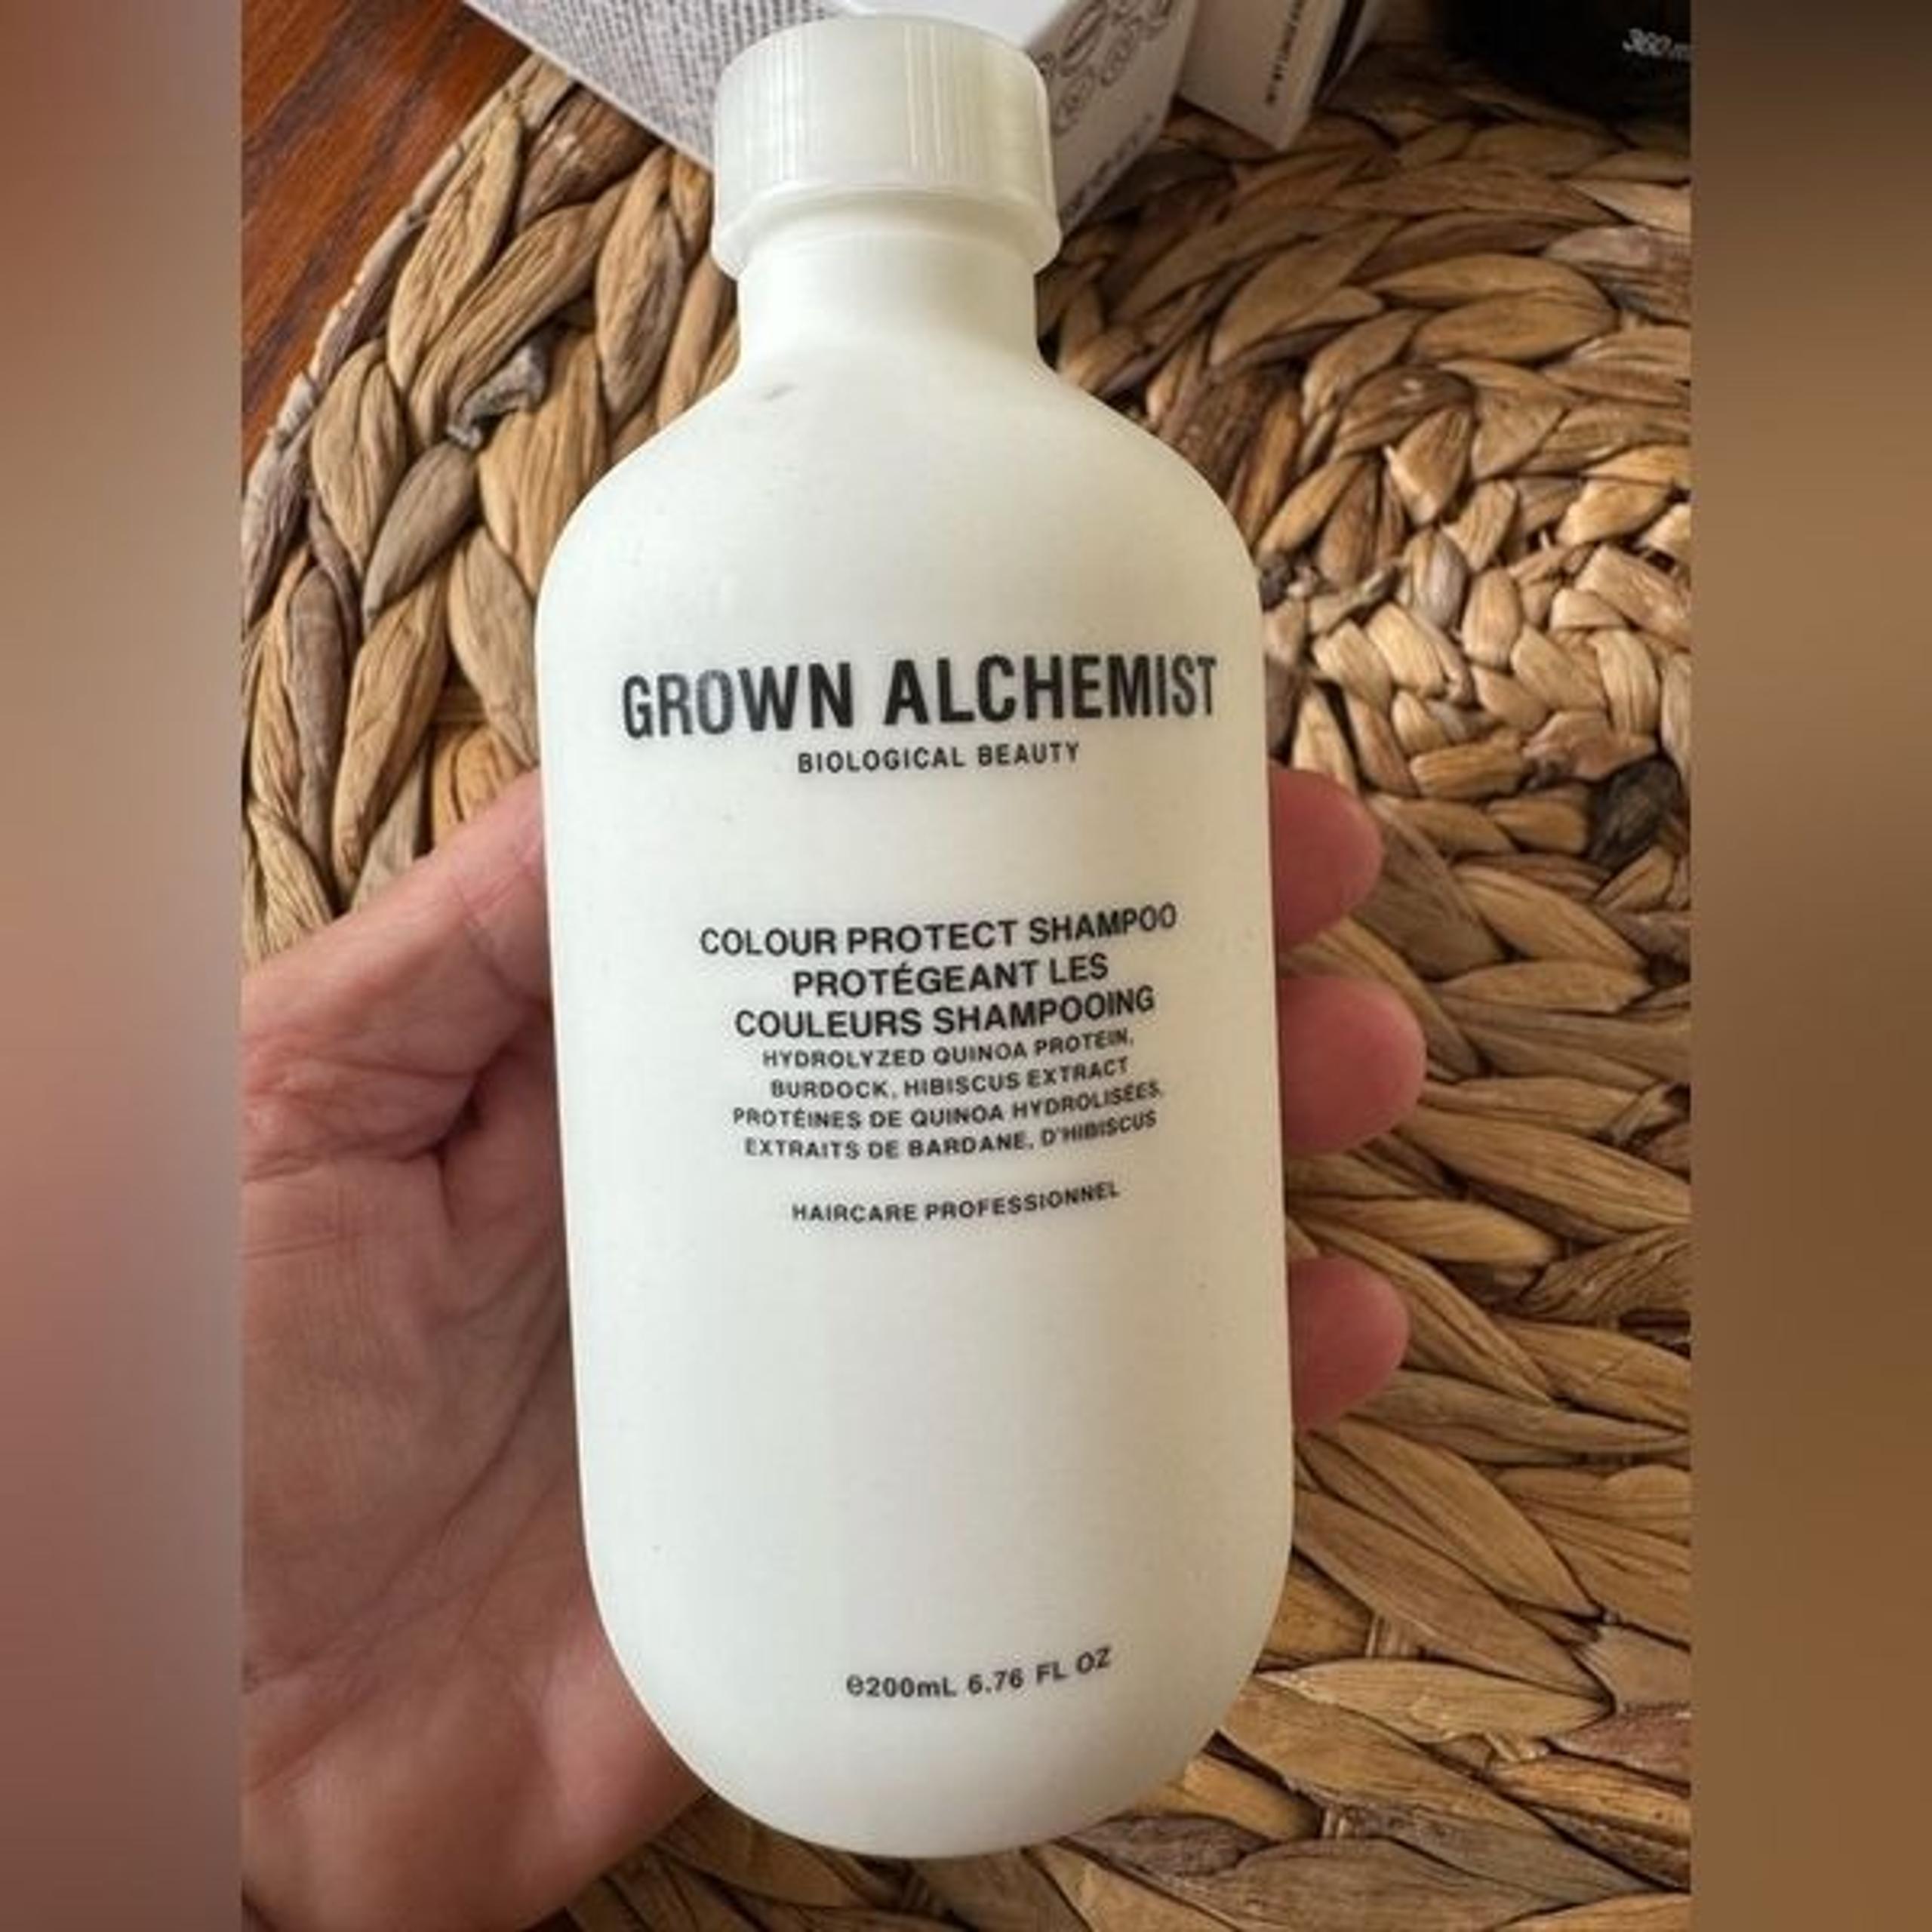 360m
GROWN ALCHEMIST
BIOLOGICAL BEAUTY
COLOUR PROTECT SHAMPOO
PROTÉGEANT LES
COULEURS SHAMPOOING
HYDROLYZED QUINOA PROTEIN,
BURDOCK, HIBISCUS EXTRACT
PROTÉINES DE QUINOA HYDROLISÉES,
EXTRAITS DE BARDANE, D'HIBISCUS
HAIRCARE PROFESSIONNEL
℮200mL 6.76 FL OZ